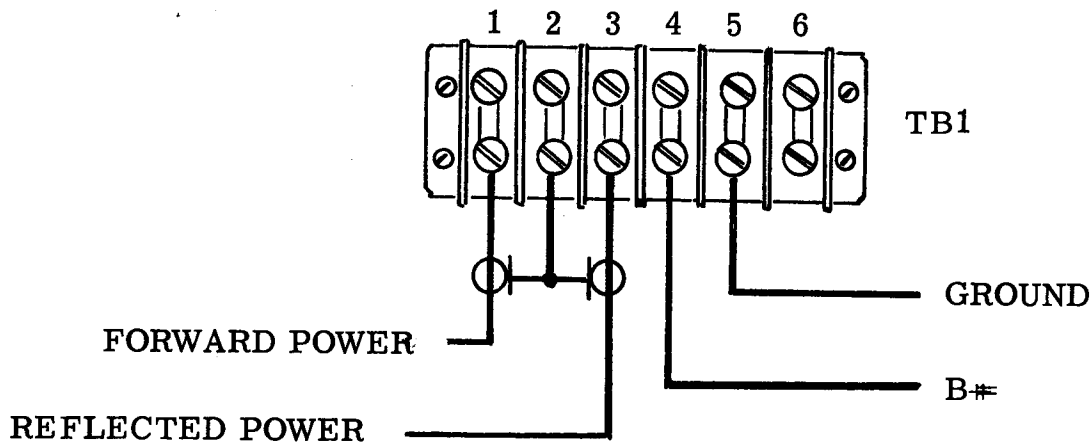 1 2 3 4 5 6
TB1
GROUND
FORWARD POWER
B+
REFLECTED POWER